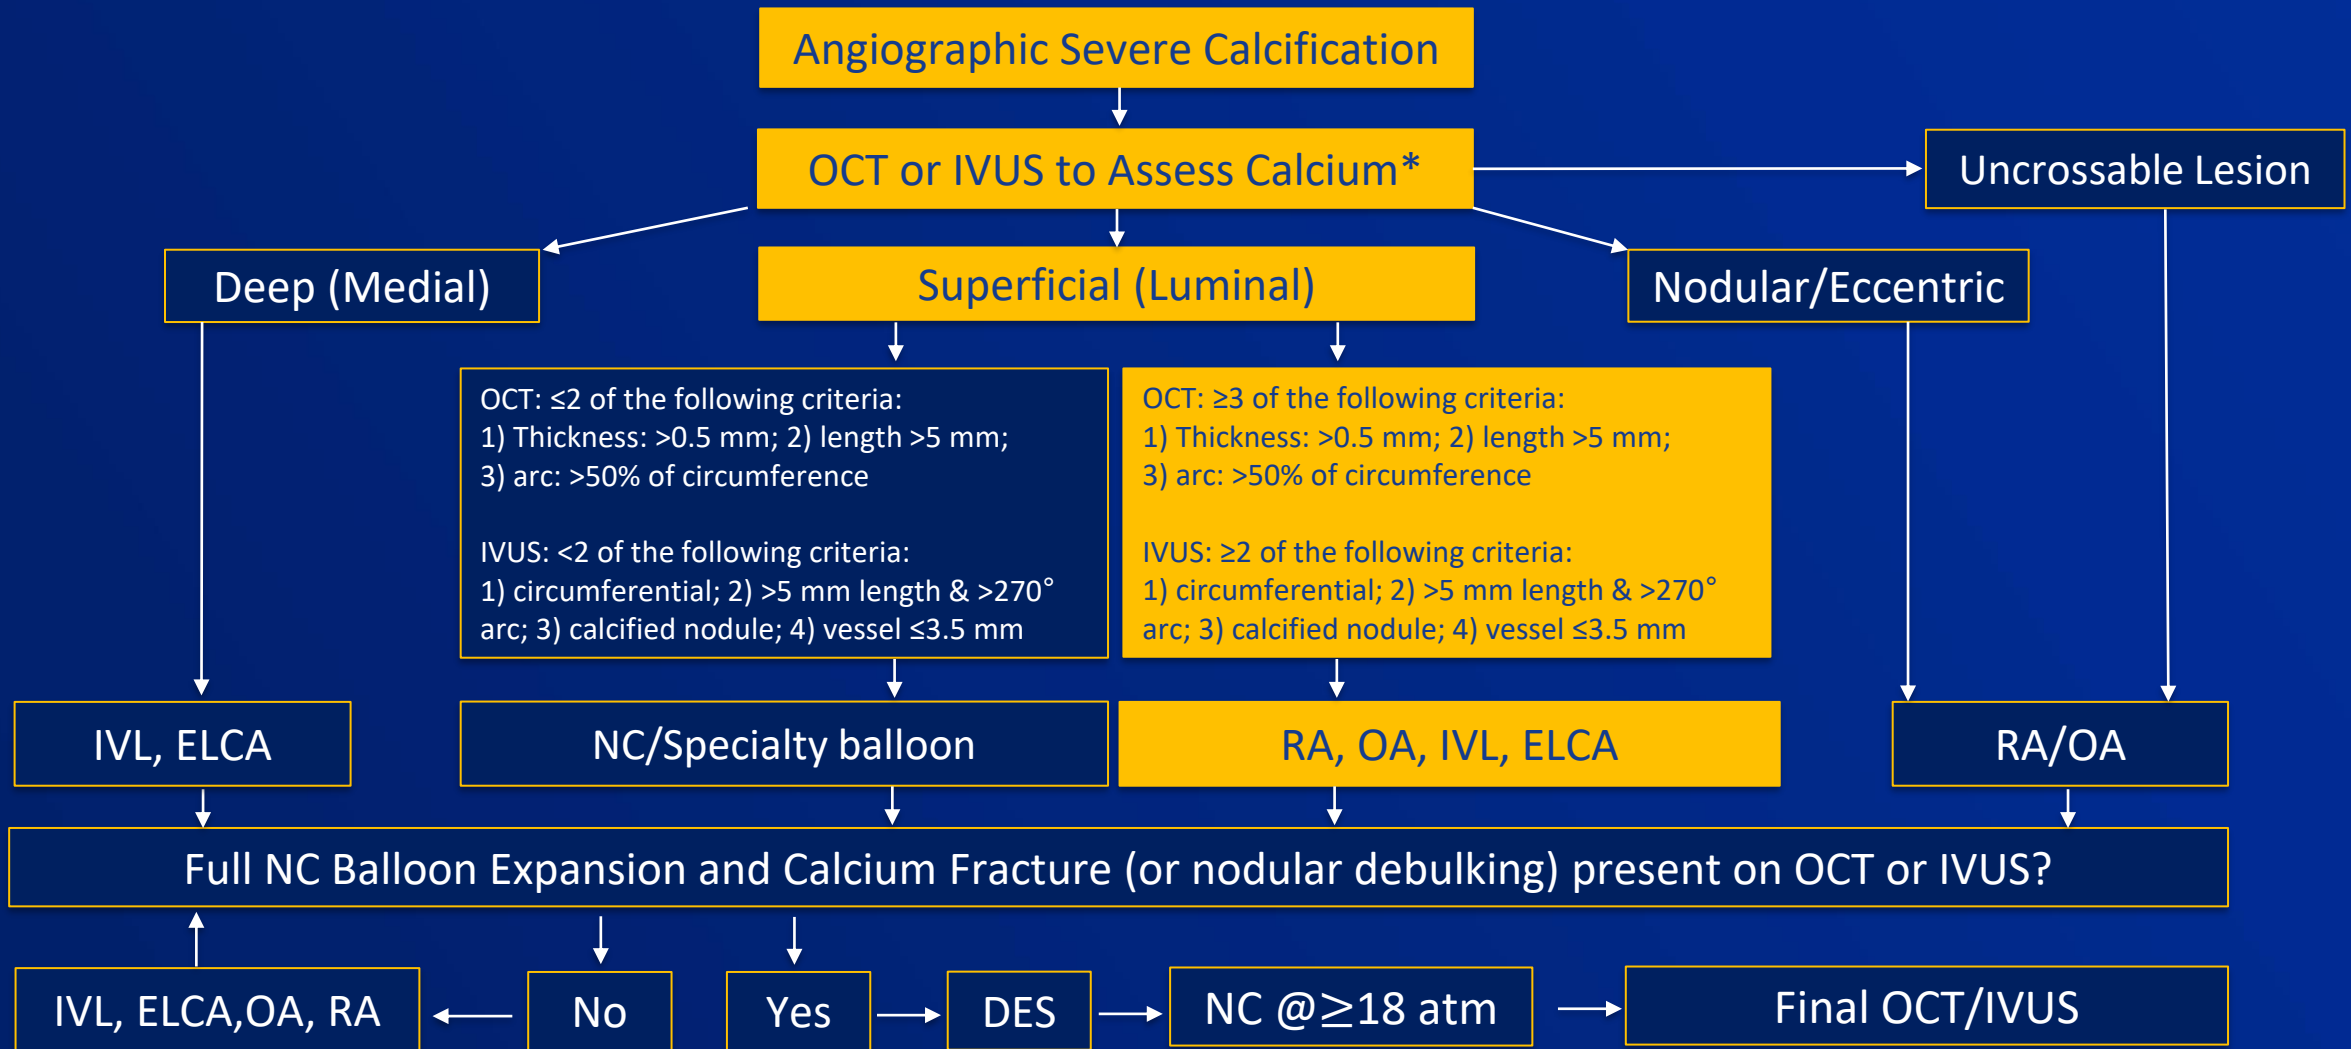 Angiographic Severe Calcification
OCT or IVUS to Assess Calcium*
Uncrossable Lesion
Deep (Medial)
Superficial (Luminal)
Nodular/Eccentric
OCT: ≤2 of the following criteria:
1) Thickness: >0.5 mm; 2) length >5 mm;
3) arc: >50% of circumference
IVUS: <2 of the following criteria:
1) circumferential; 2) >5 mm length & >270°
arc; 3) calcified nodule; 4) vessel ≤3.5 mm
OCT: ≥3 of the following criteria:
1) Thickness: >0.5 mm; 2) length >5 mm;
3) arc: >50% of circumference
IVUS: ≥2 of the following criteria:
1) circumferential; 2) >5 mm length & >270°
arc; 3) calcified nodule; 4) vessel ≤3.5 mm
IVL, ELCA
NC/Specialty balloon
RA, OA, IVL, ELCA
RA/OA
Full NC Balloon Expansion and Calcium Fracture (or nodular debulking) present on OCT or IVUS?
IVL, ELCA,OA, RA
No
Yes
DES
NC @≥18 atm
Final OCT/IVUS